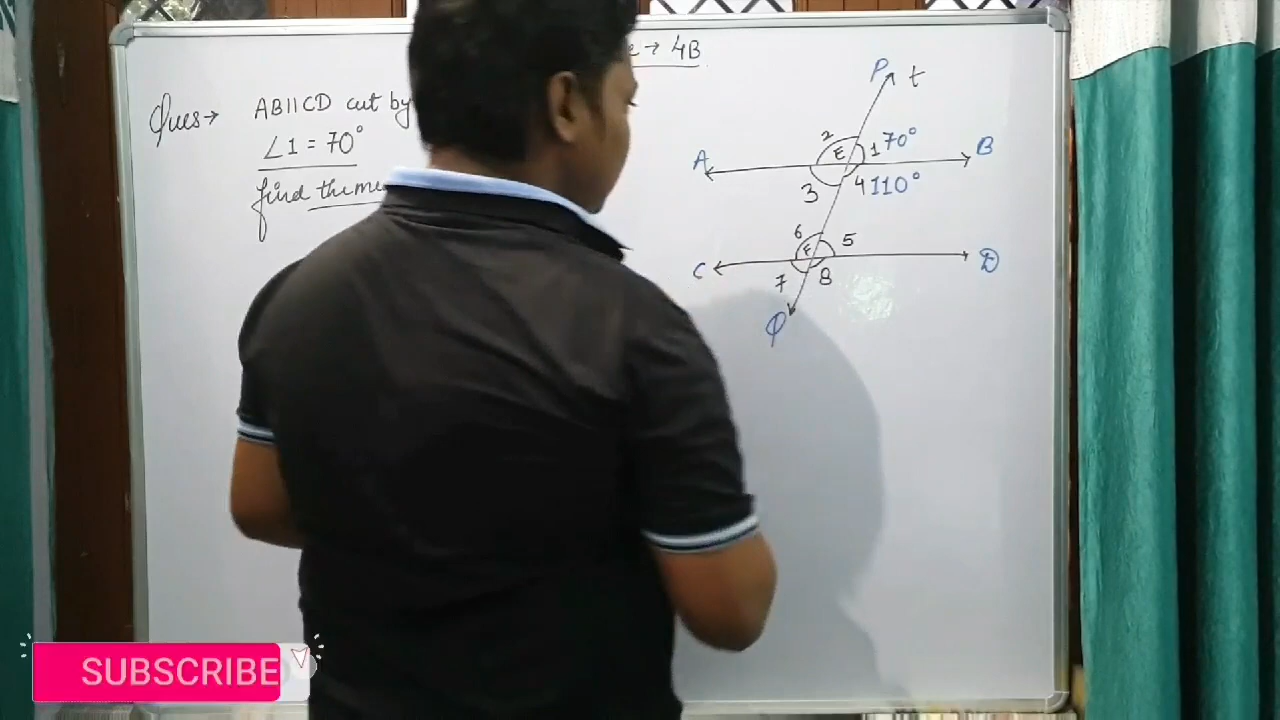 → 4B
Ques → AB||CD cut by
∠1 = 70°
find the me
P t
A 2 E 1 70° B
3 4 110°
C 6 F 5 D
7 8
Q
SUBSCRIBE